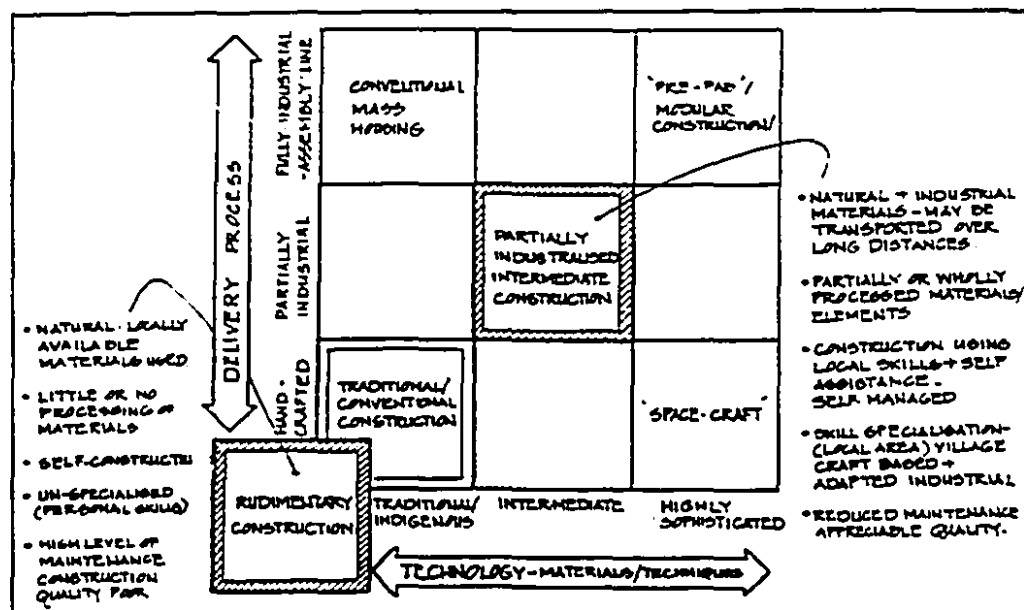 DELIVERY PROCESS
FULLY INDUSTRIAL
-ASSEMBLY LINE
PARTIALLY
INDUSTRIAL
HAND-
CRAFTED
CONVENTIONAL
MASS
HOUSING
'PRE-FAB'/
MODULAR
CONSTRUCTION/
PARTIALLY
INDUSTRALISED
INTERMEDIATE
CONSTRUCTION
TRADITIONAL/
CONVENTIONAL
CONSTRUCTION
'SPACE-CRAFT'
RUDIMENTARY
CONSTRUCTION
TRADITIONAL/
INDIGENOUS
INTERMEDIATE
HIGHLY
SOPHISTICATED
TECHNOLOGY-MATERIALS/TECHNIQUES
• NATURAL-LOCALLY
AVAILABLE
MATERIALS USED
• LITTLE OR NO
PROCESSING OF
MATERIALS
• SELF-CONSTRUCTED
• UN-SPECIALISED
(PERSONAL SKILLS)
• HIGH LEVEL OF
MAINTENANCE
CONSTRUCTION
QUALITY POOR
• NATURAL + INDUSTRIAL
MATERIALS-MAY BE
TRANSPORTED OVER
LONG DISTANCES.
• PARTIALLY OR WHOLLY
PROCESSED MATERIALS/
ELEMENTS
• CONSTRUCTION USING
LOCAL SKILLS + SELF
ASSISTANCE-
SELF MANAGED
• SKILL SPECIALISATION-
(LOCAL AREA) VILLAGE
CRAFT BASED +
ADAPTED INDUSTRIAL
• REDUCED MAINTENANCE
APPRECIABLE QUALITY.